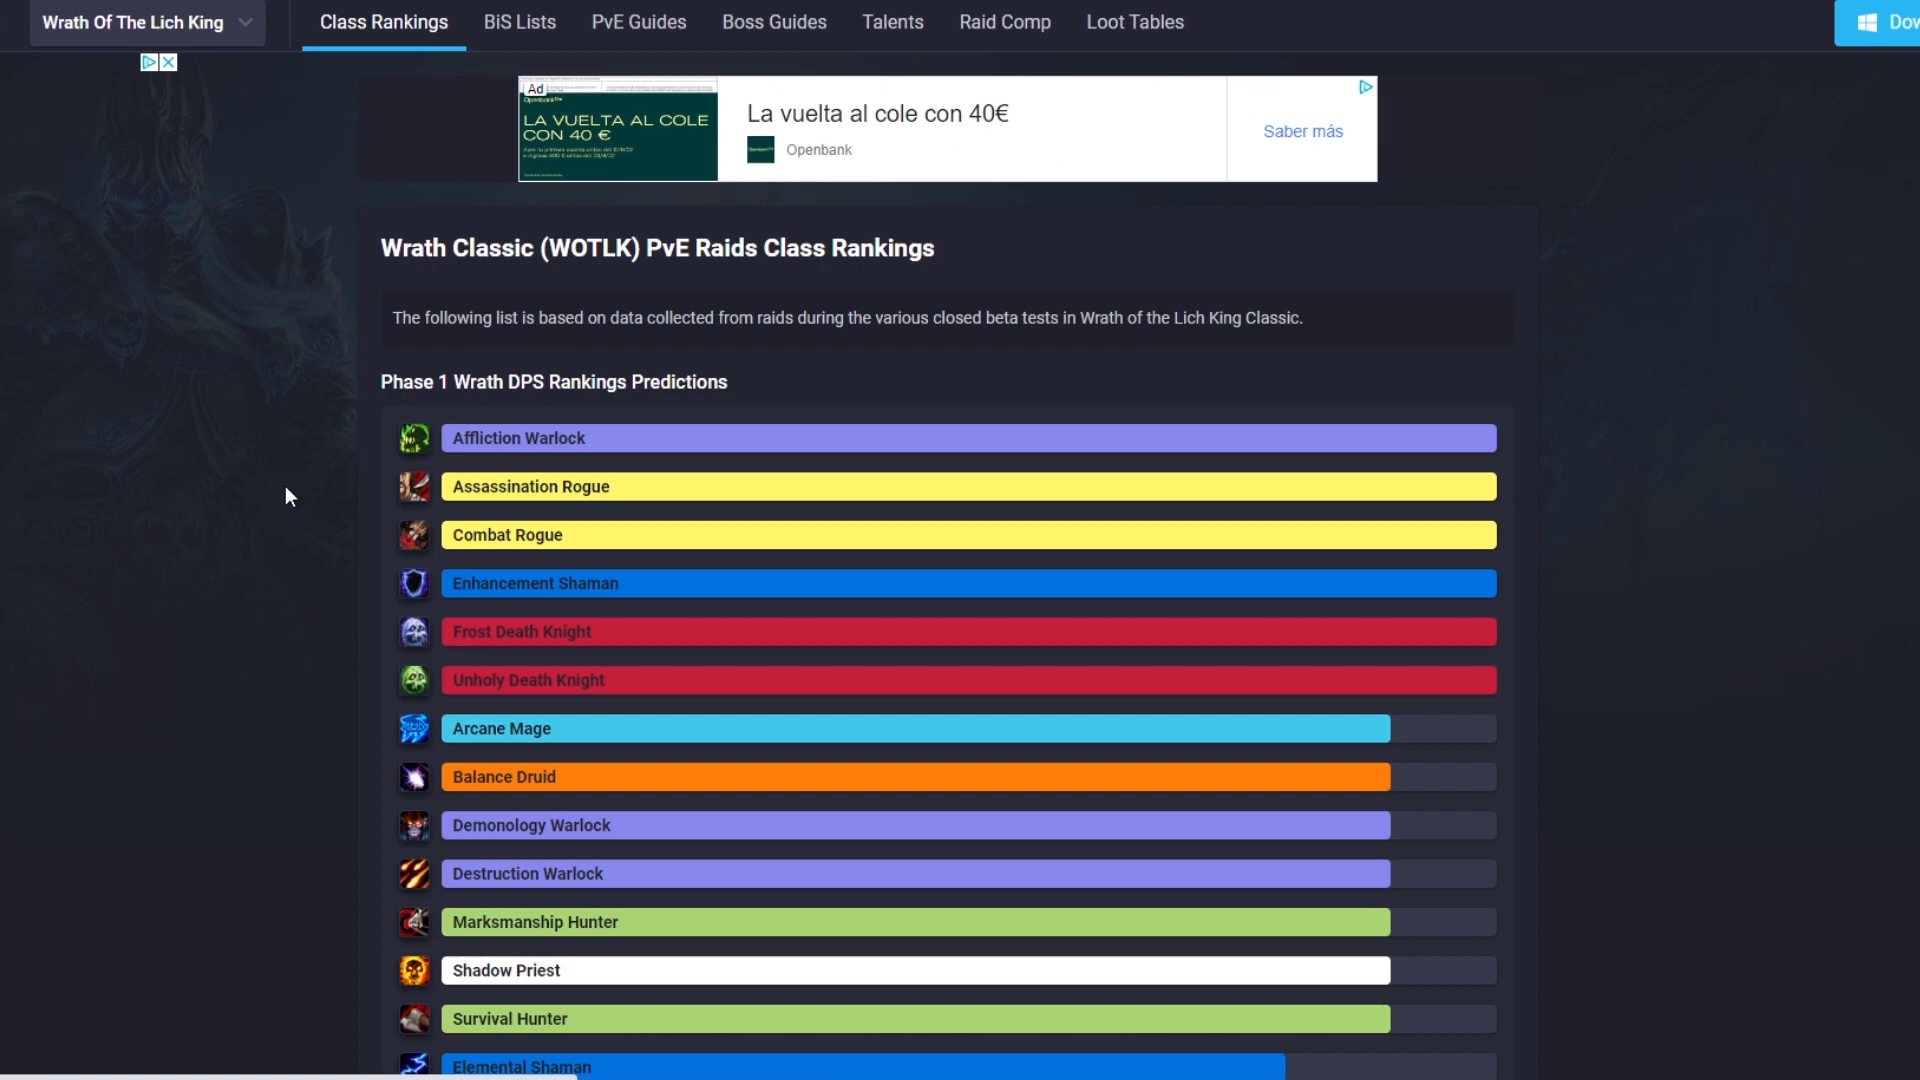 Wrath Of The Lich King
Class Rankings
BiS Lists
PvE Guides
Boss Guides
Talents
Raid Comp
Loot Tables
Dow
Ad
Openbank
LA VUELTA AL COLE
CON 40 €
La vuelta al cole con 40€
Openbank
Saber más
Wrath Classic (WOTLK) PvE Raids Class Rankings
The following list is based on data collected from raids during the various closed beta tests in Wrath of the Lich King Classic.
Phase 1 Wrath DPS Rankings Predictions
Affliction Warlock
Assassination Rogue
Combat Rogue
Enhancement Shaman
Frost Death Knight
Unholy Death Knight
Arcane Mage
Balance Druid
Demonology Warlock
Destruction Warlock
Marksmanship Hunter
Shadow Priest
Survival Hunter
Elemental Shaman